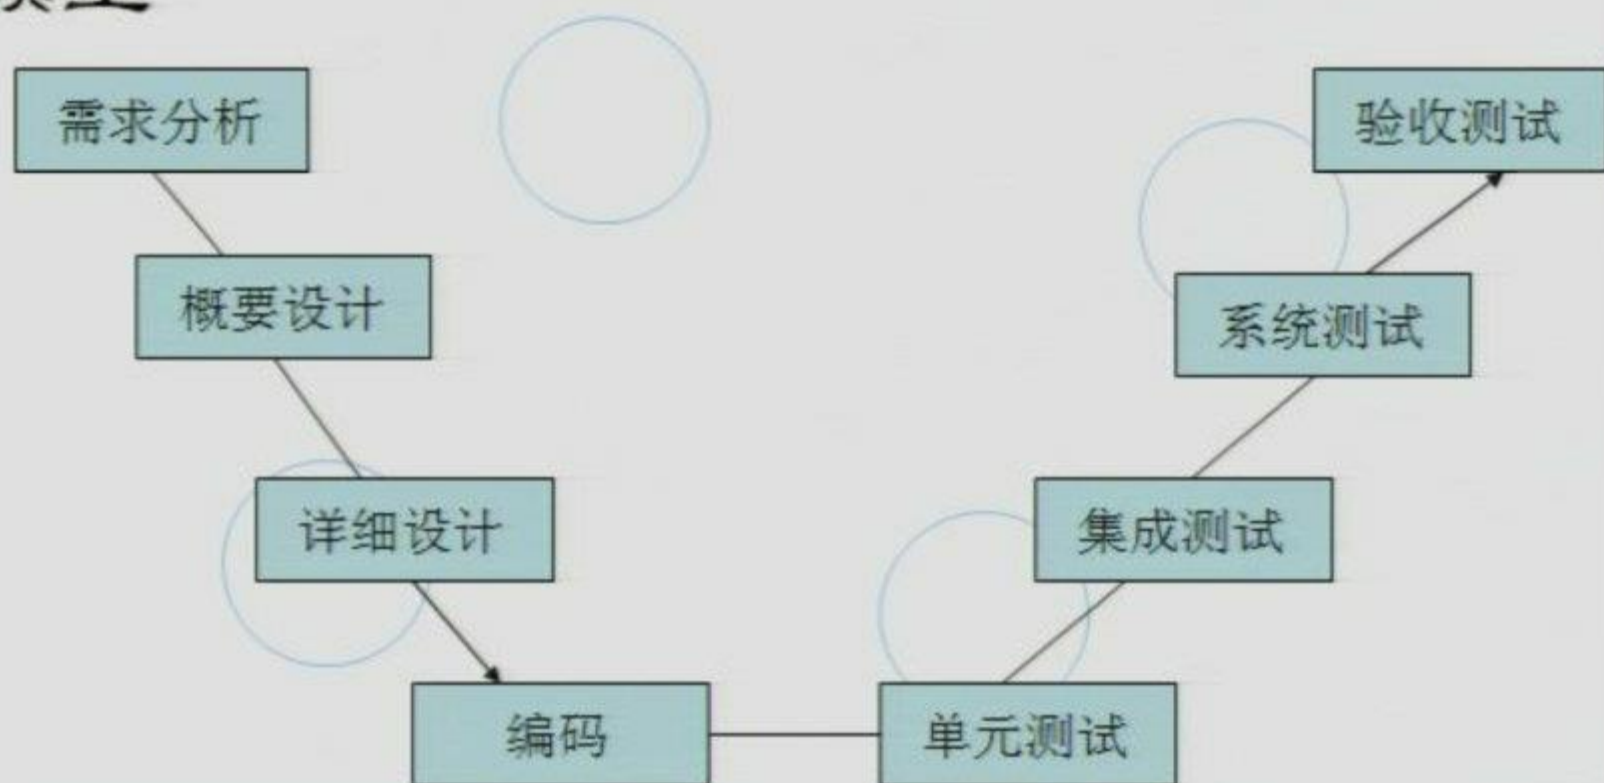 需求分析
验收测试
概要设计
系统测试
详细设计
集成测试
编码
单元测试